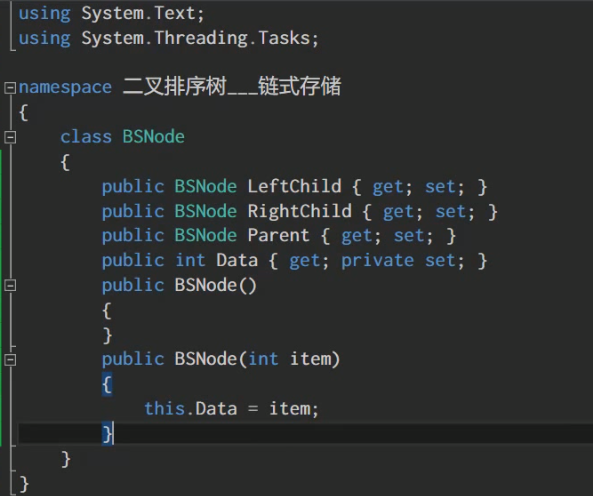 using System.Text;
using System.Threading.Tasks;
namespace 二叉排序树___链式存储
{
class BSNode
{
public BSNode LeftChild { get; set; }
public BSNode RightChild { get; set; }
public BSNode Parent { get; set; }
public int Data { get; private set; }
public BSNode()
{
}
public BSNode(int item)
{
this.Data = item;
}
}
}